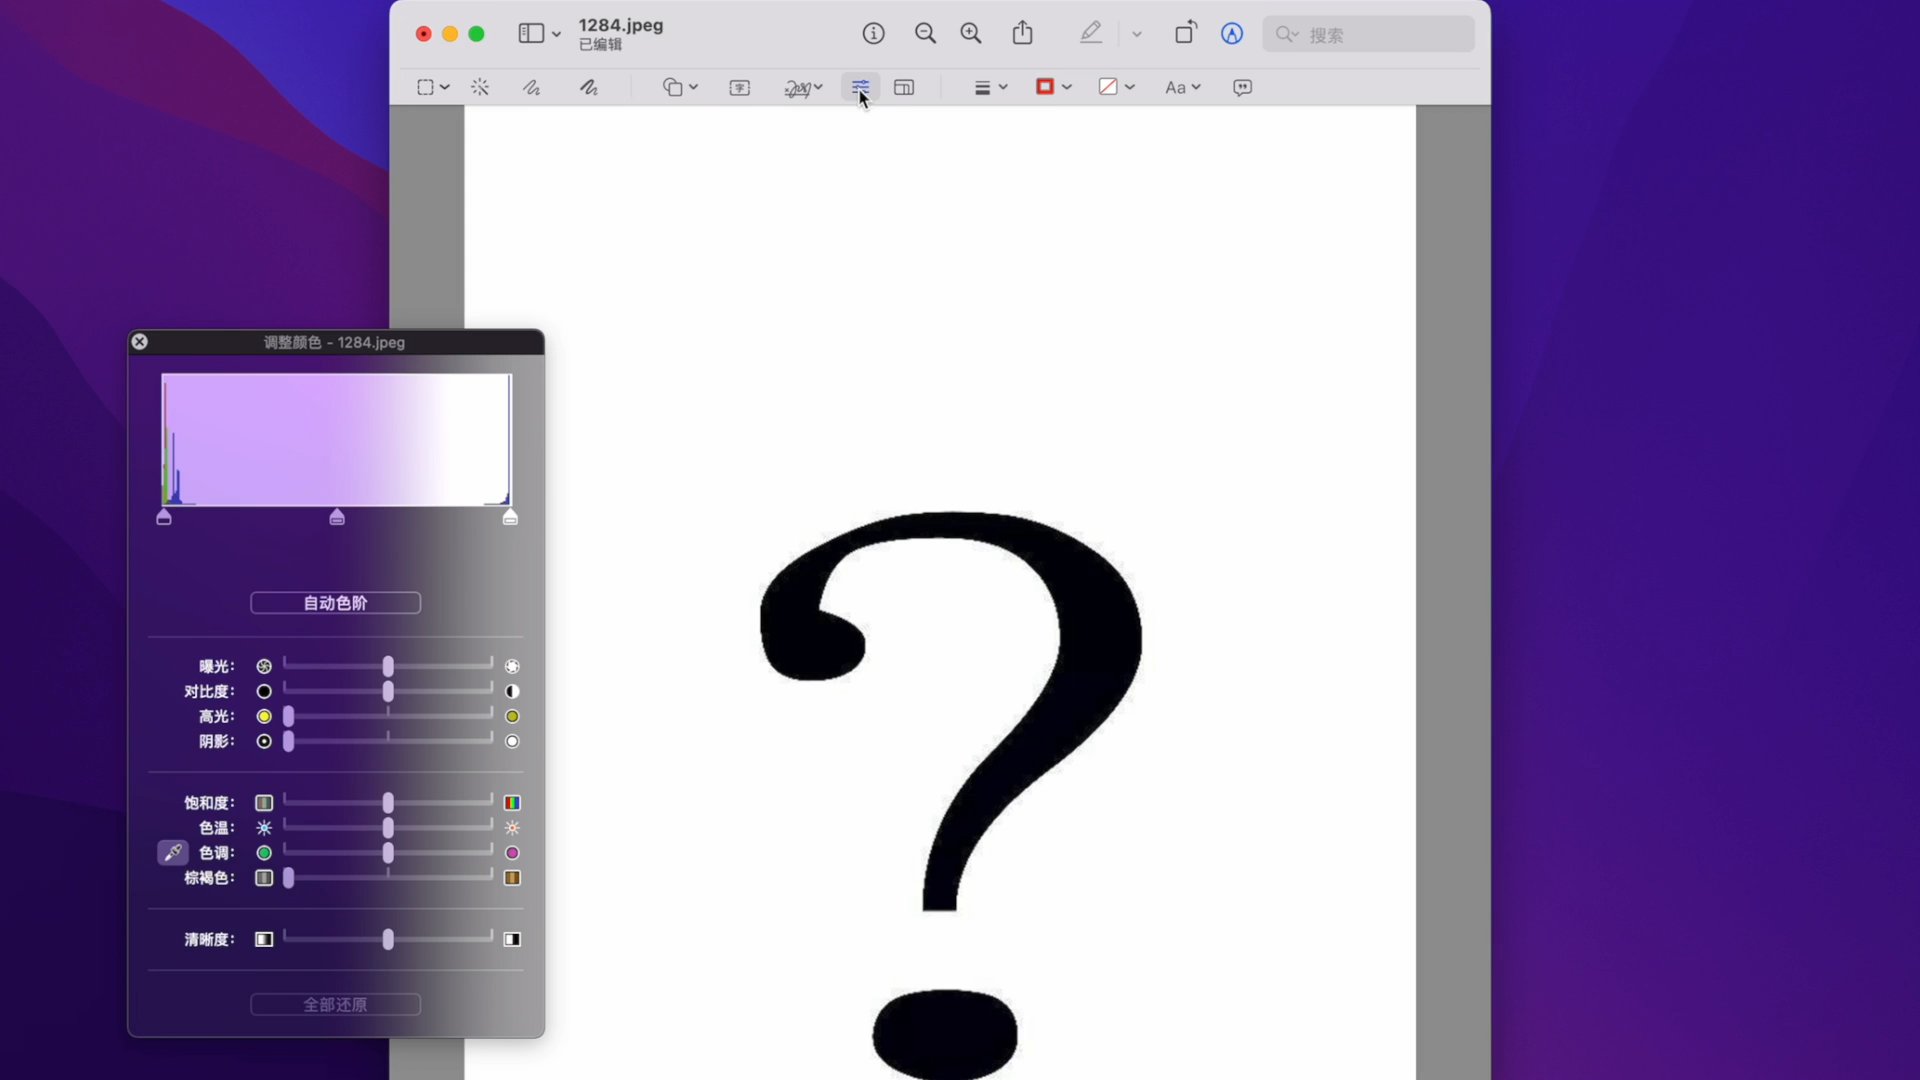 1284.jpeg
已编辑
搜索
字
Aa
调整颜色 - 1284.jpeg
自动色阶
曝光:
对比度:
高光:
阴影:
饱和度:
色温:
色调:
棕褐色:
清晰度:
全部还原
?